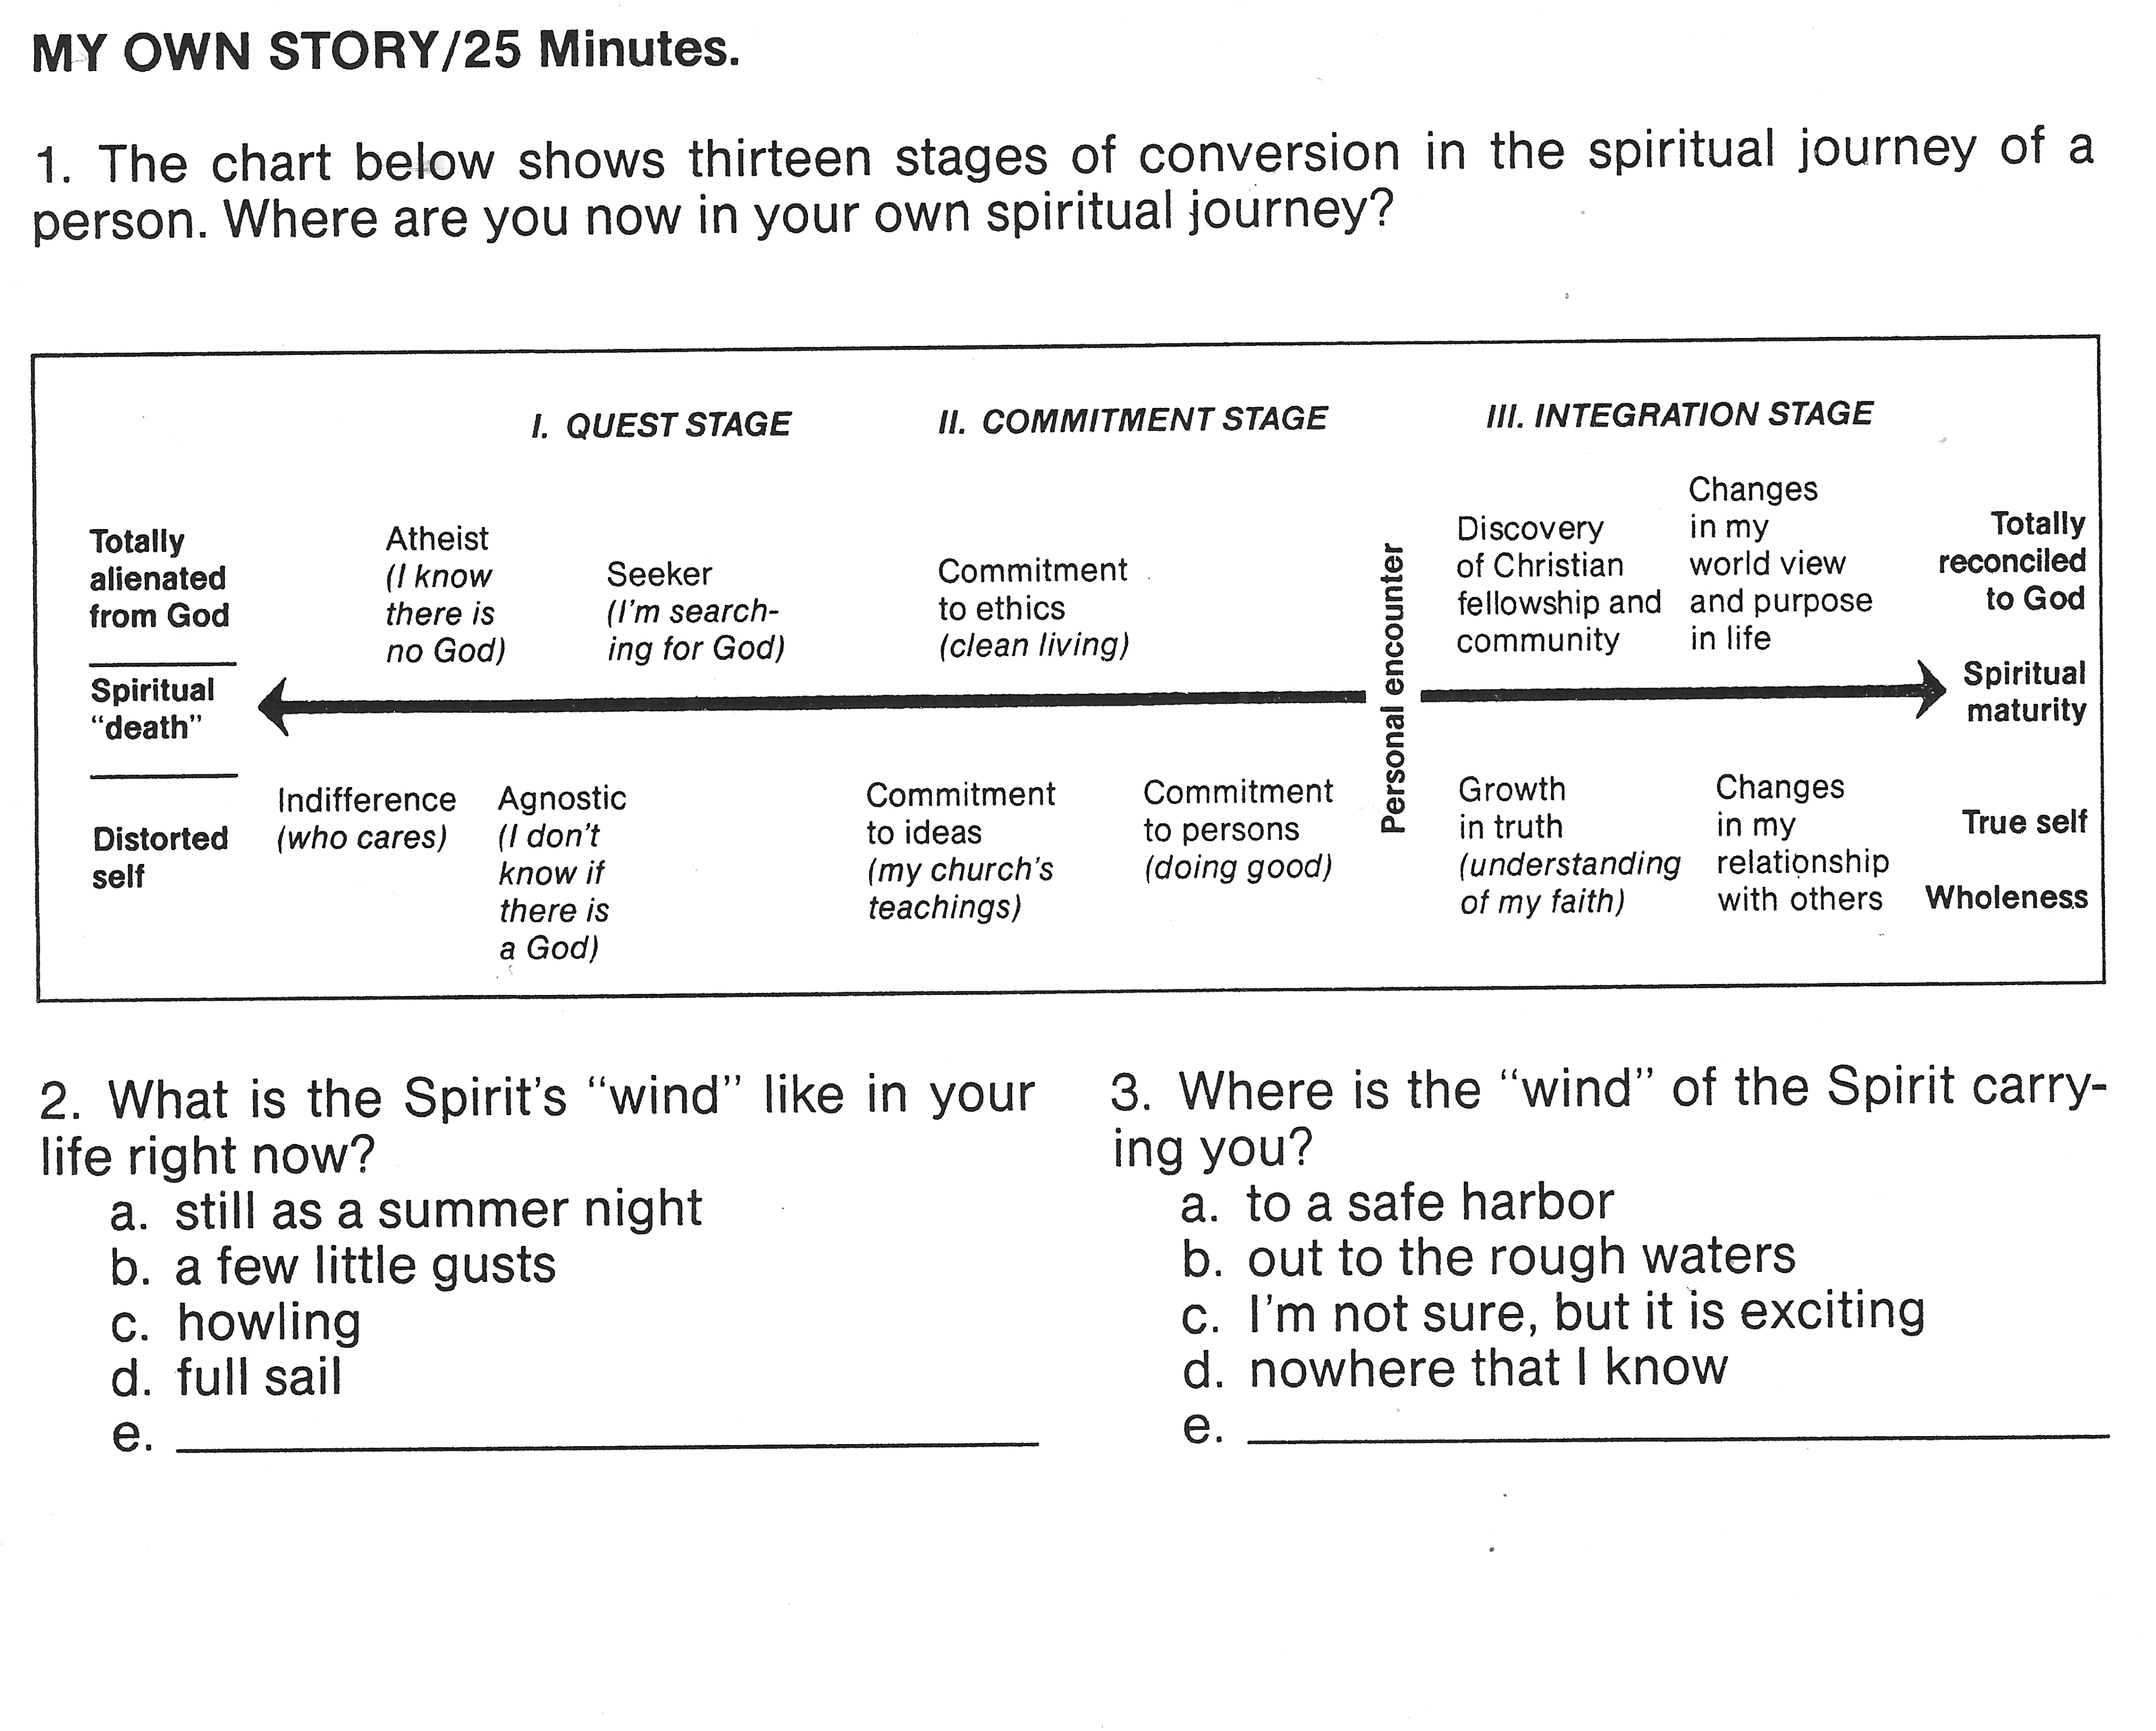 MY OWN STORY/25 Minutes.
1. The chart below shows thirteen stages of conversion in the spiritual journey of a
person. Where are you now in your own spiritual journey?
I. QUEST STAGE
II. COMMITMENT STAGE
III. INTEGRATION STAGE
Totally
alienated
from God
Spiritual
“death”
Distorted
self
Atheist
(I know
there is
no God)
Seeker
(I'm search-
ing for God)
Commitment
to ethics
(clean living)
Personal encounter
Discovery
of Christian
fellowship and
community
Changes
in my
world view
and purpose
in life
Totally
reconciled
to God
Spiritual
maturity
Indifference
(who cares)
Agnostic
(I don't
know if
there is
a God)
Commitment
to ideas
(my church's
teachings)
Commitment
to persons
(doing good)
Growth
in truth
(understanding
of my faith)
Changes
in my
relationship
with others
True self
Wholeness
2. What is the Spirit's “wind” like in your
life right now?
a. still as a summer night
b. a few little gusts
c. howling
d. full sail
e.
3. Where is the “wind” of the Spirit carry-
ing you?
a. to a safe harbor
b. out to the rough waters
c. I'm not sure, but it is exciting
d. nowhere that I know
e.